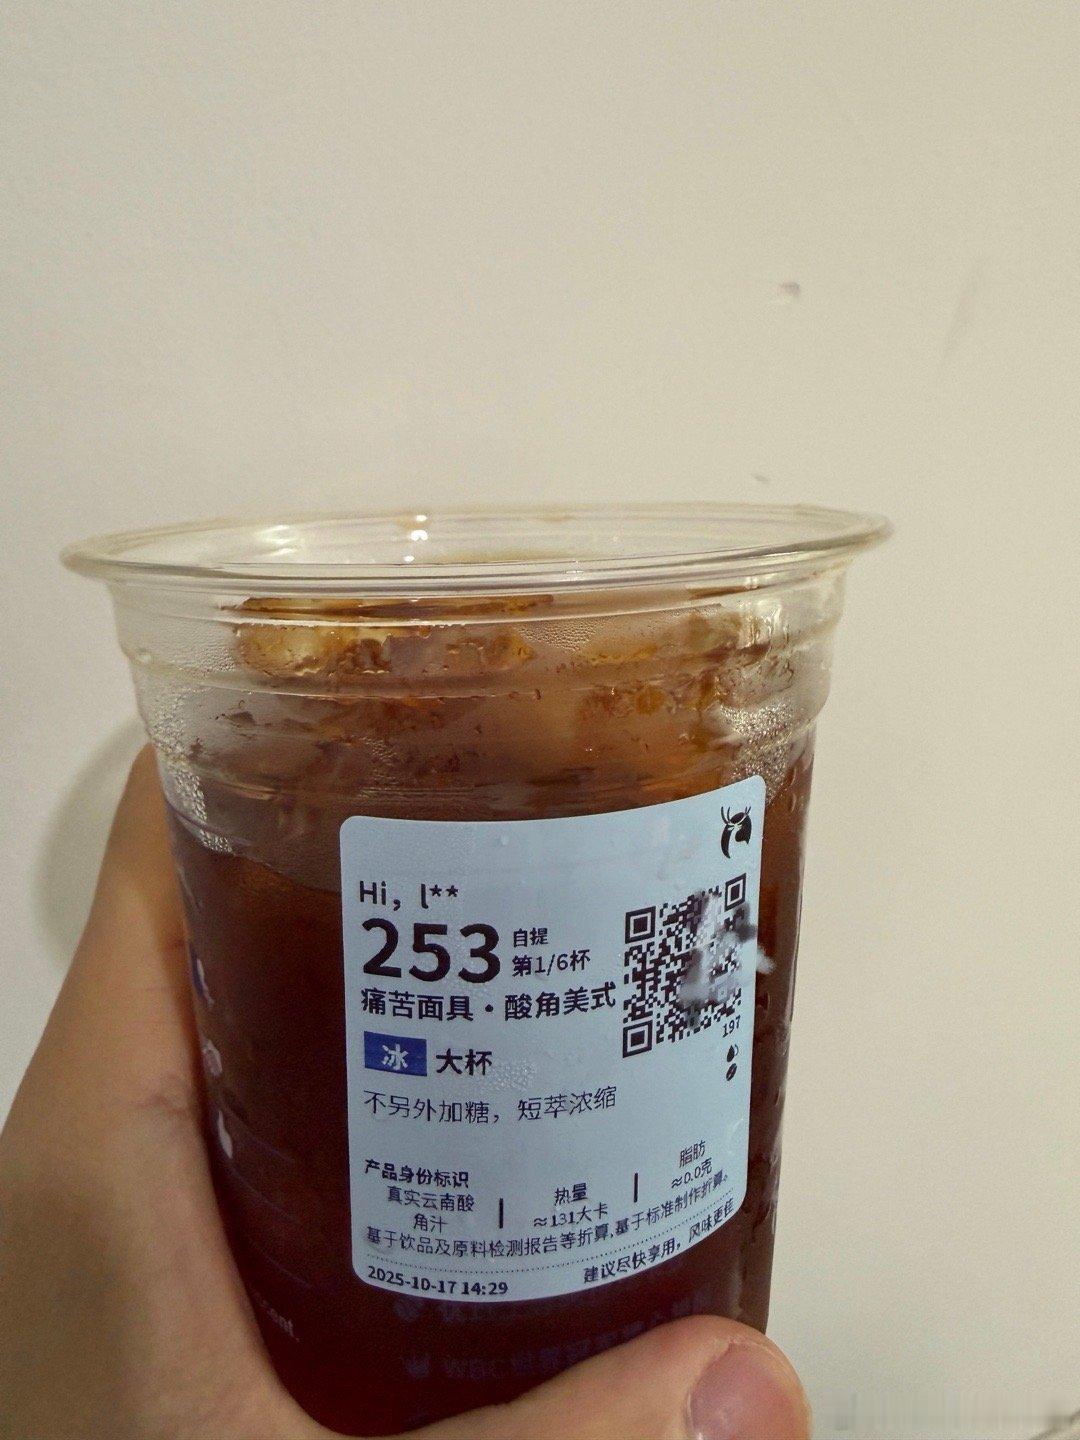 Hi, l**
253 自提
第1/6杯
痛苦面具·酸角美式
197
冰 大杯
不另外加糖，短萃浓缩
产品身份标识
真实云南酸
角汁
热量
≈131大卡
脂肪
≈0.0克
基于饮品及原料检测报告等折算,基于标准制作折算。
2025-10-17 14:29
建议尽快享用，风味更佳